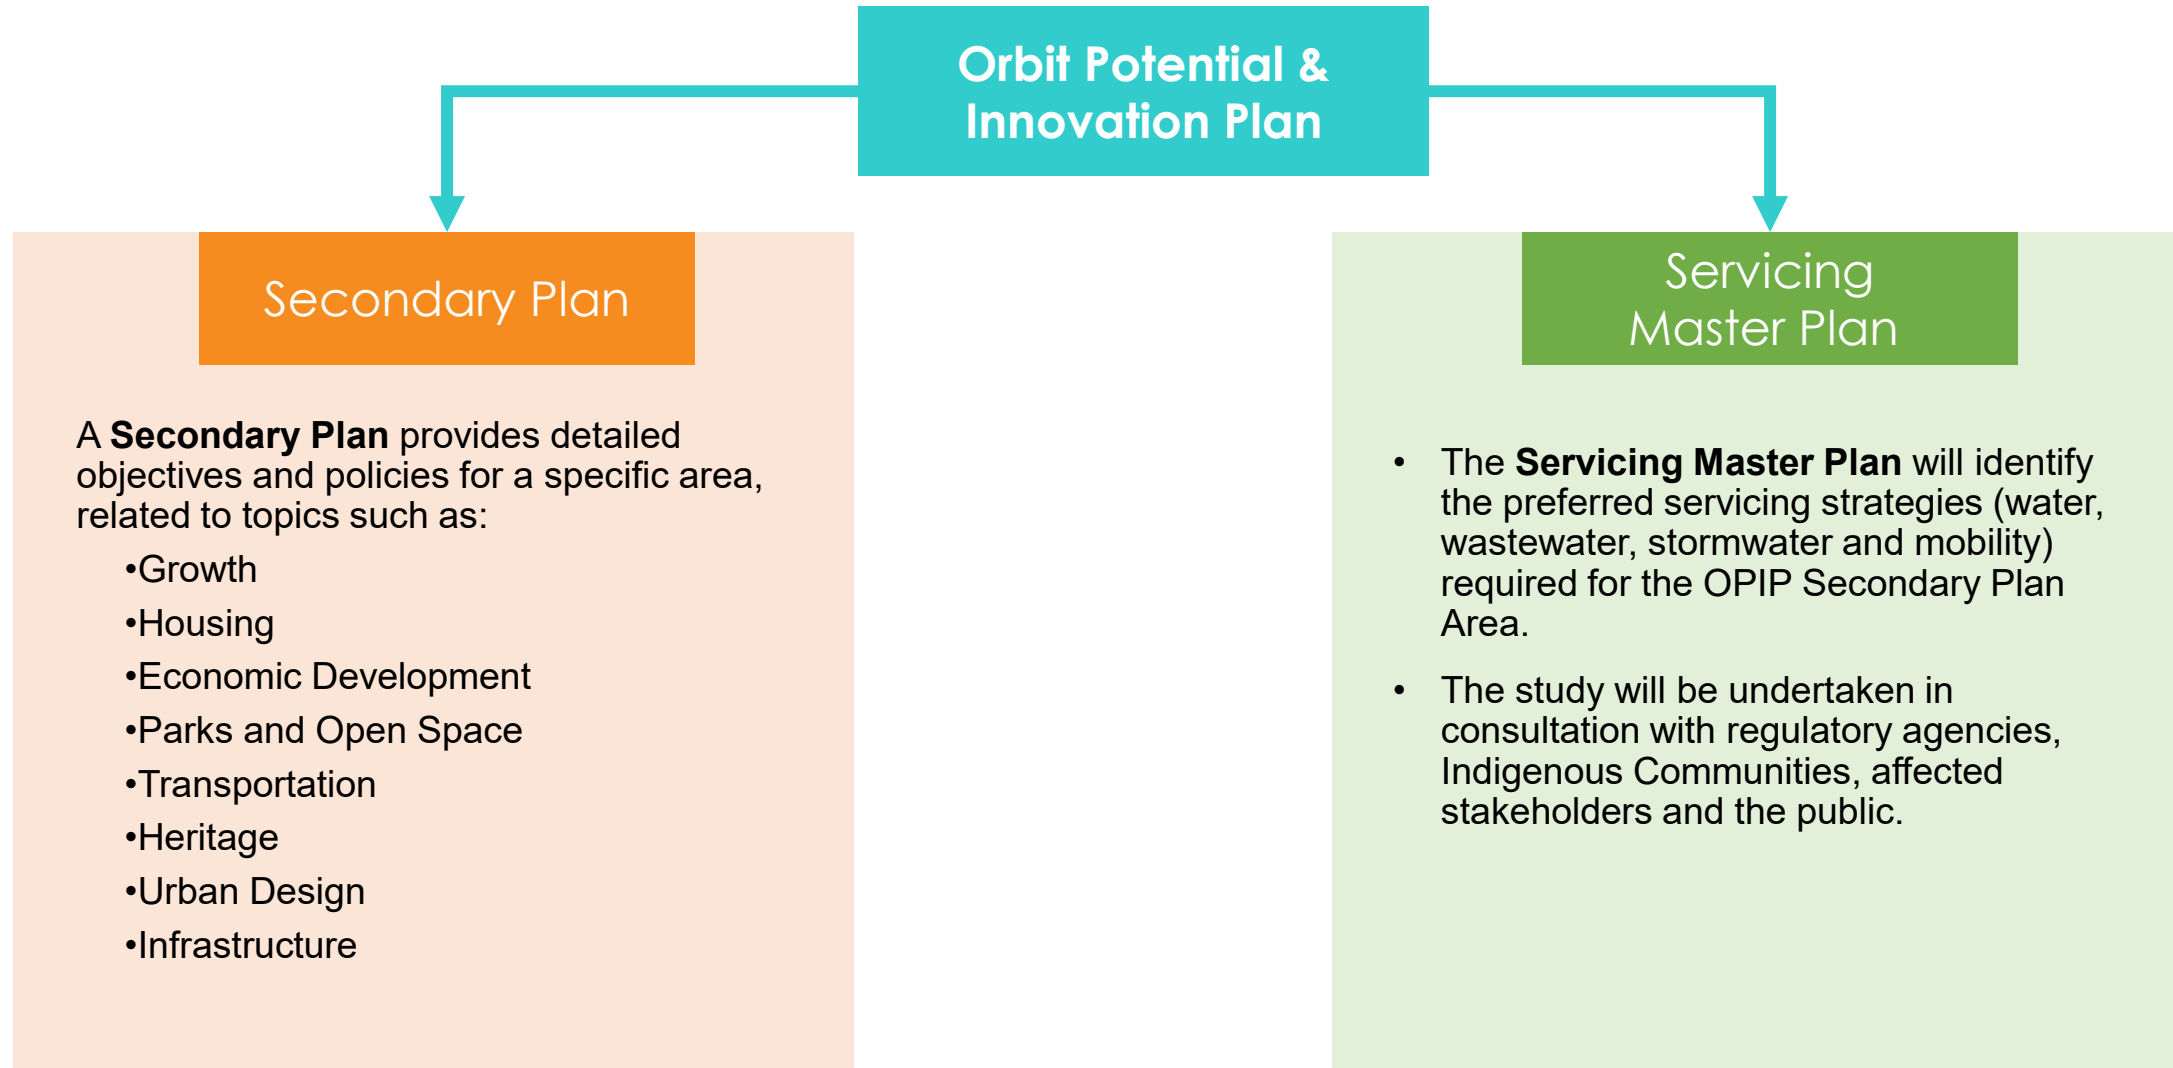 Orbit Potential &
Innovation Plan
Secondary Plan
A Secondary Plan provides detailed
objectives and policies for a specific area,
related to topics such as:
•Growth
•Housing
•Economic Development
•Parks and Open Space
•Transportation
•Heritage
•Urban Design
•Infrastructure
Servicing
Master Plan
• The Servicing Master Plan will identify
the preferred servicing strategies (water,
wastewater, stormwater and mobility)
required for the OPIP Secondary Plan
Area.
• The study will be undertaken in
consultation with regulatory agencies,
Indigenous Communities, affected
stakeholders and the public.